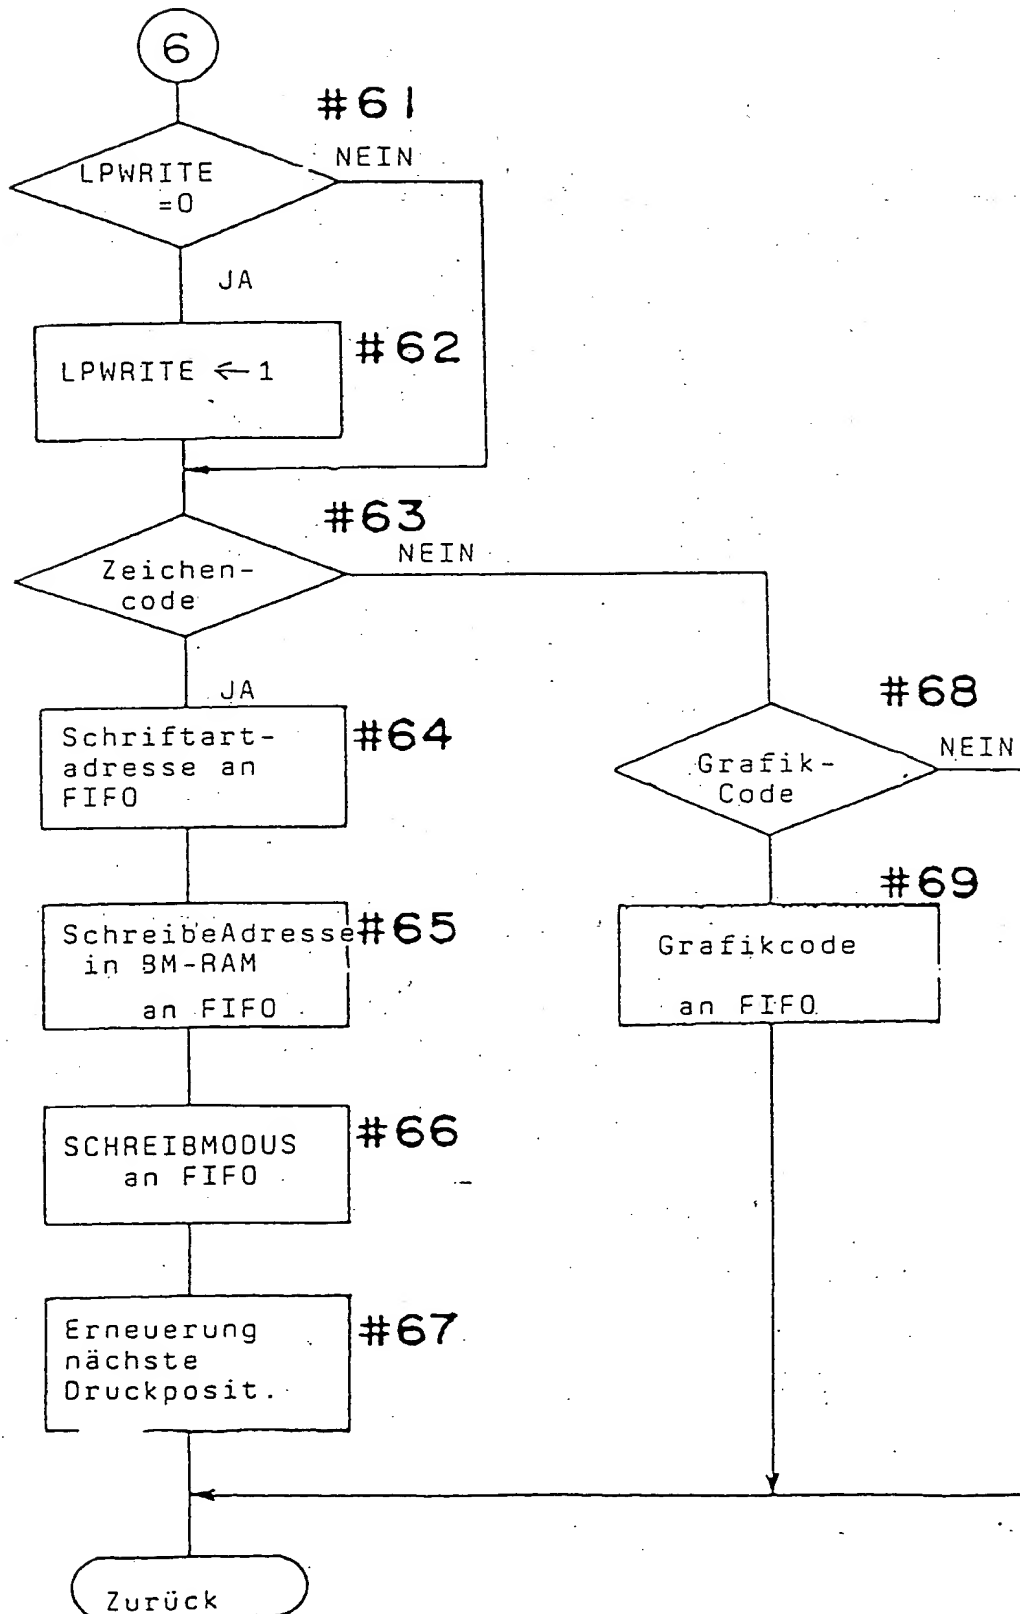 6
#61
NEIN
LPWRITE
=0
JA
#62
LPWRITE ← 1
#63
NEIN
Zeichen-
code
JA
#64
Schriftart-
adresse an
FIFO
#65
SchreibeAdresse
in BM-RAM
an FIFO
#66
SCHREIBMODUS
an FIFO
#67
Erneuerung
nächste
Druckposit.
#68
NEIN
Grafik-
Code
#69
Grafikcode
an FIFO
Zurück